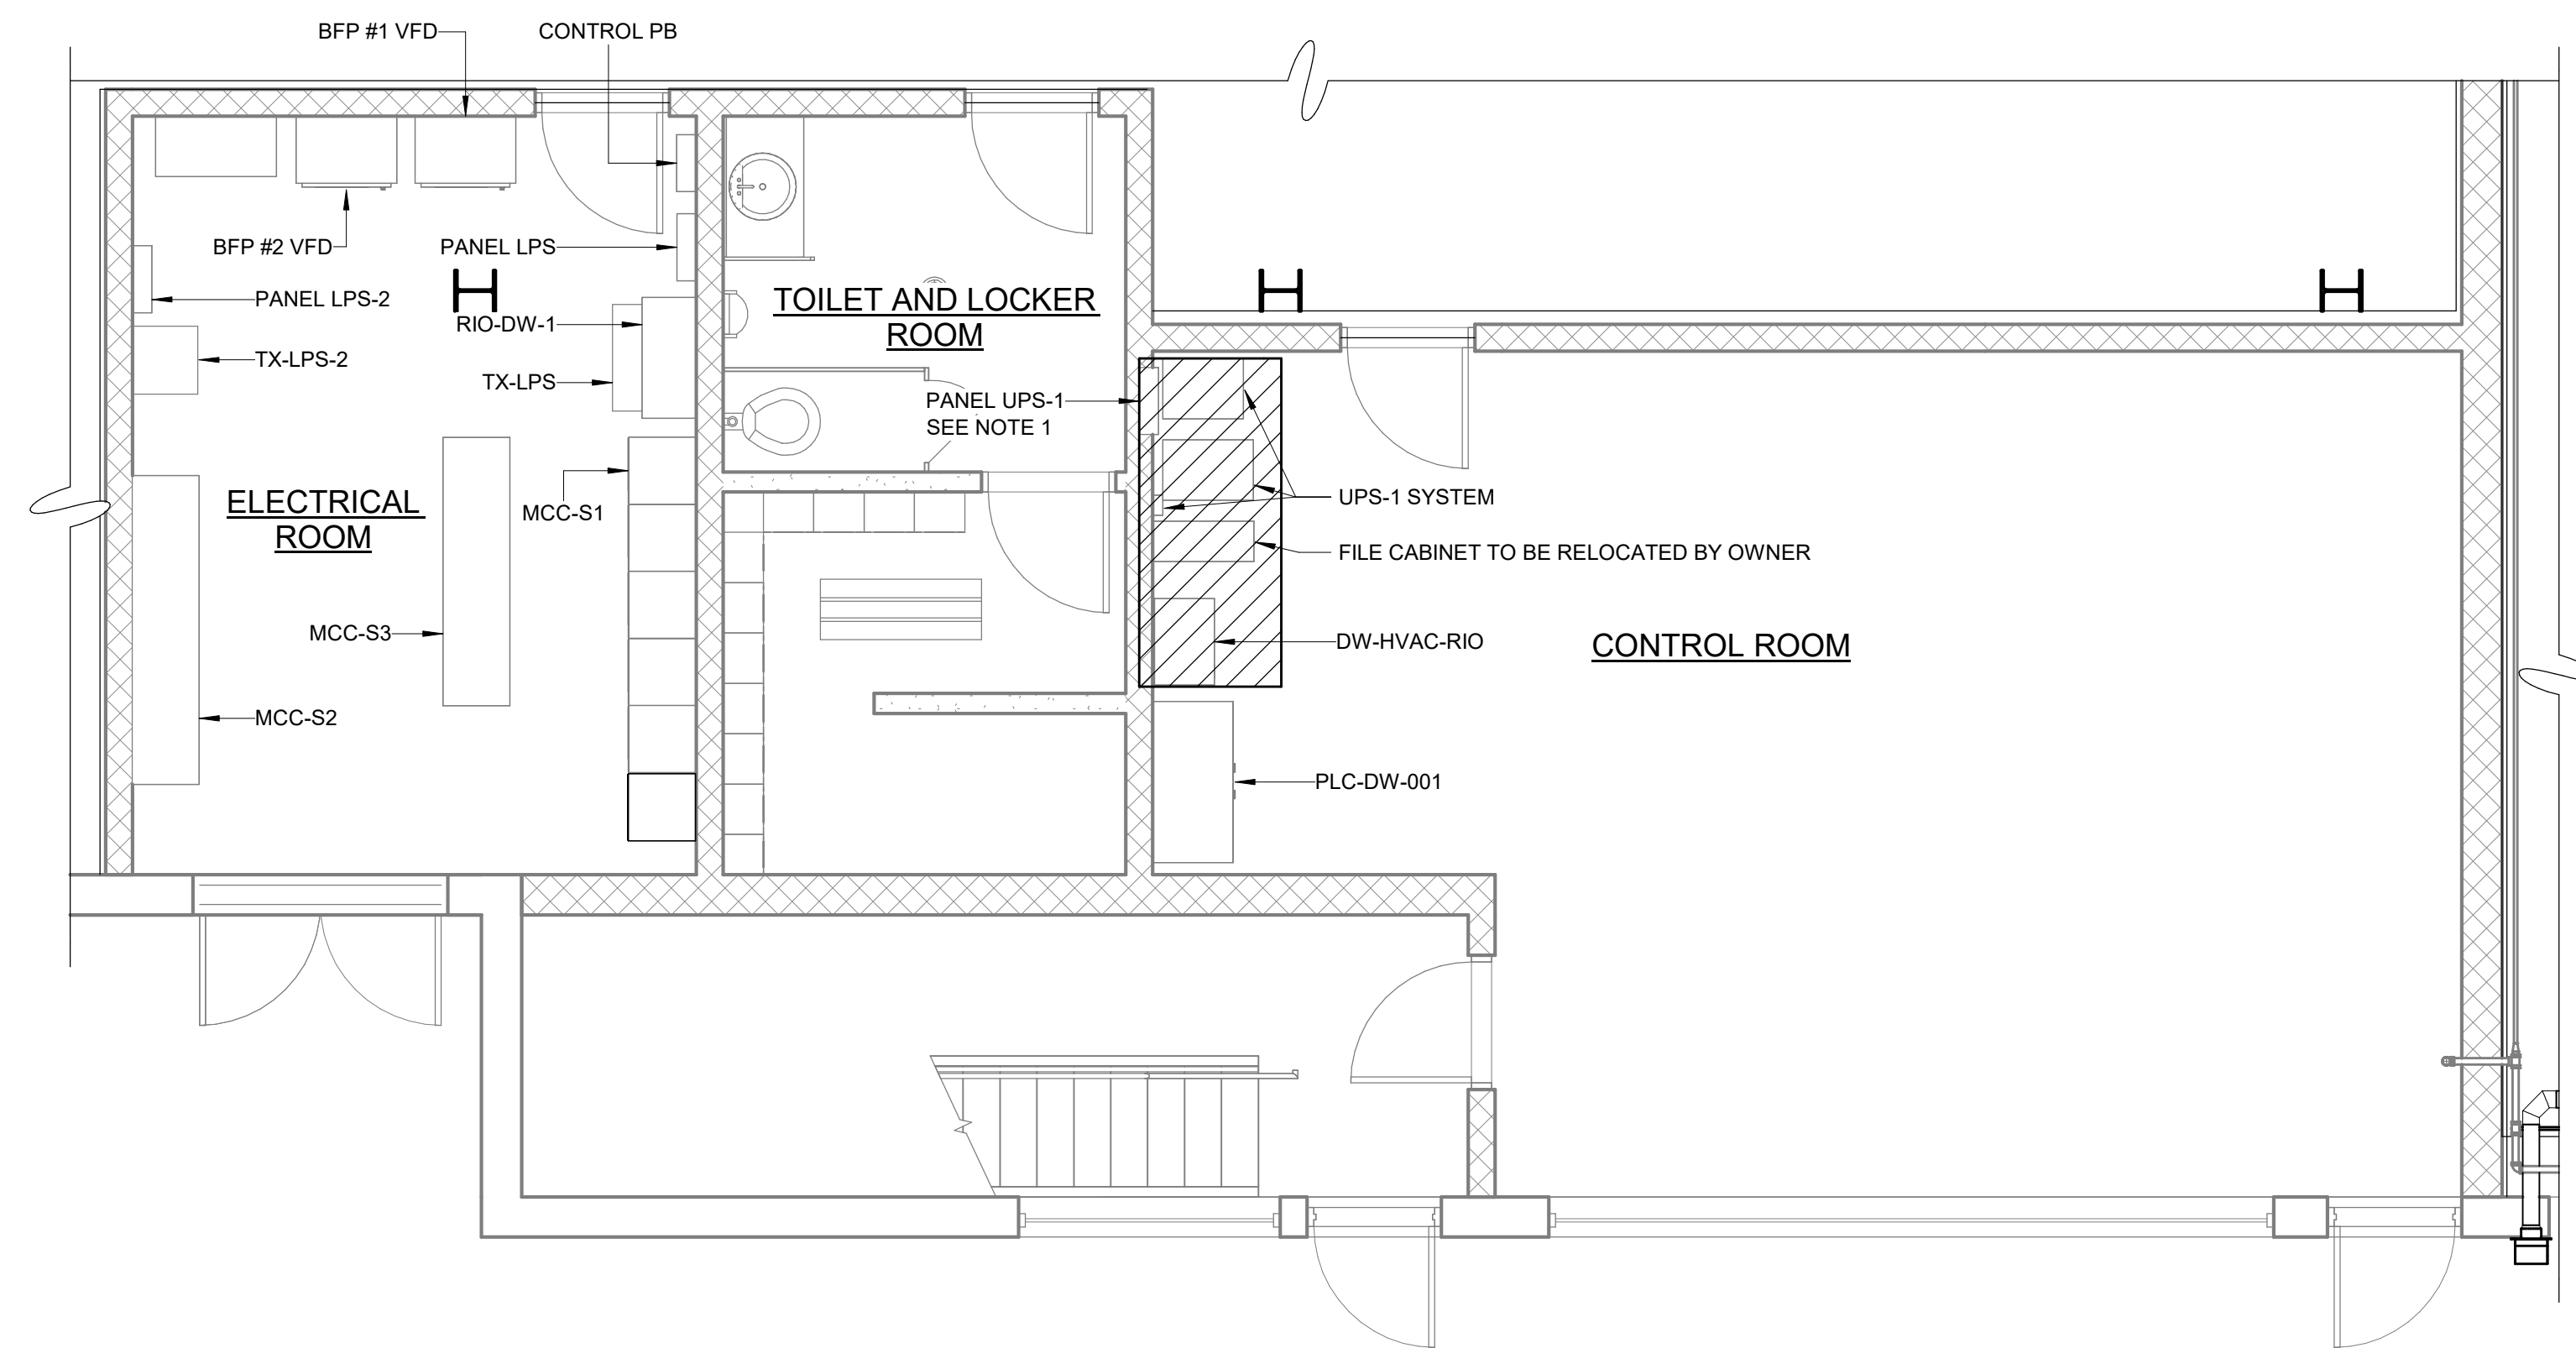 BFP #1 VFD
CONTROL PB
BFP #2 VFD
PANEL LPS
PANEL LPS-2
RIO-DW-1
TX-LPS-2
TX-LPS
TOILET AND LOCKER
ROOM
PANEL UPS-1
SEE NOTE 1
ELECTRICAL
ROOM
MCC-S1
UPS-1 SYSTEM
FILE CABINET TO BE RELOCATED BY OWNER
MCC-S3
DW-HVAC-RIO
CONTROL ROOM
MCC-S2
PLC-DW-001